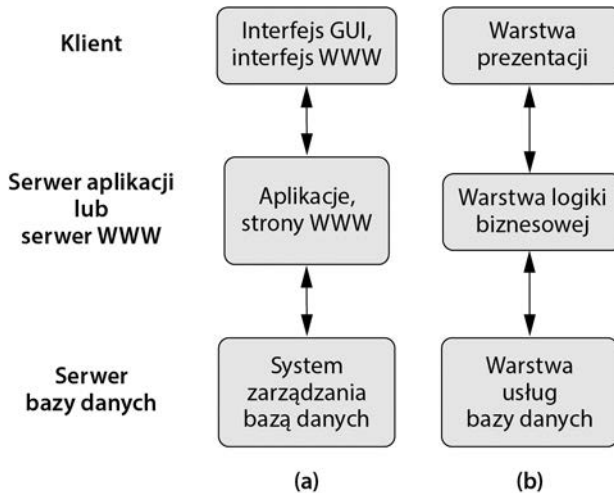 Klient
Interfejs GUI,
interfejs WWW
Warstwa
prezentacji
Serwer aplikacji
lub
serwer WWW
Aplikacje,
strony WWW
Warstwa logiki
biznesowej
Serwer
bazy danych
System
zarządzania
bazą danych
Warstwa
usług
bazy danych
(a)
(b)